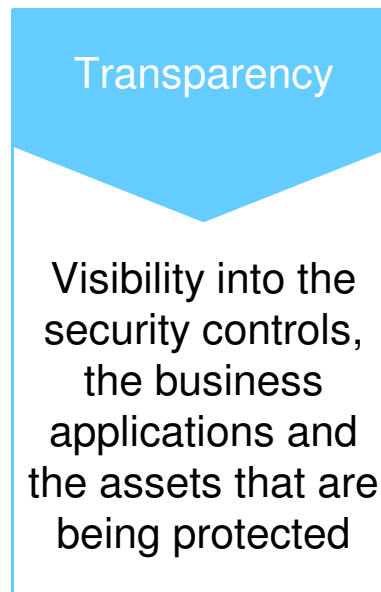 Transparency
Visibility into the
security controls,
the business
applications and
the assets that are
being protected